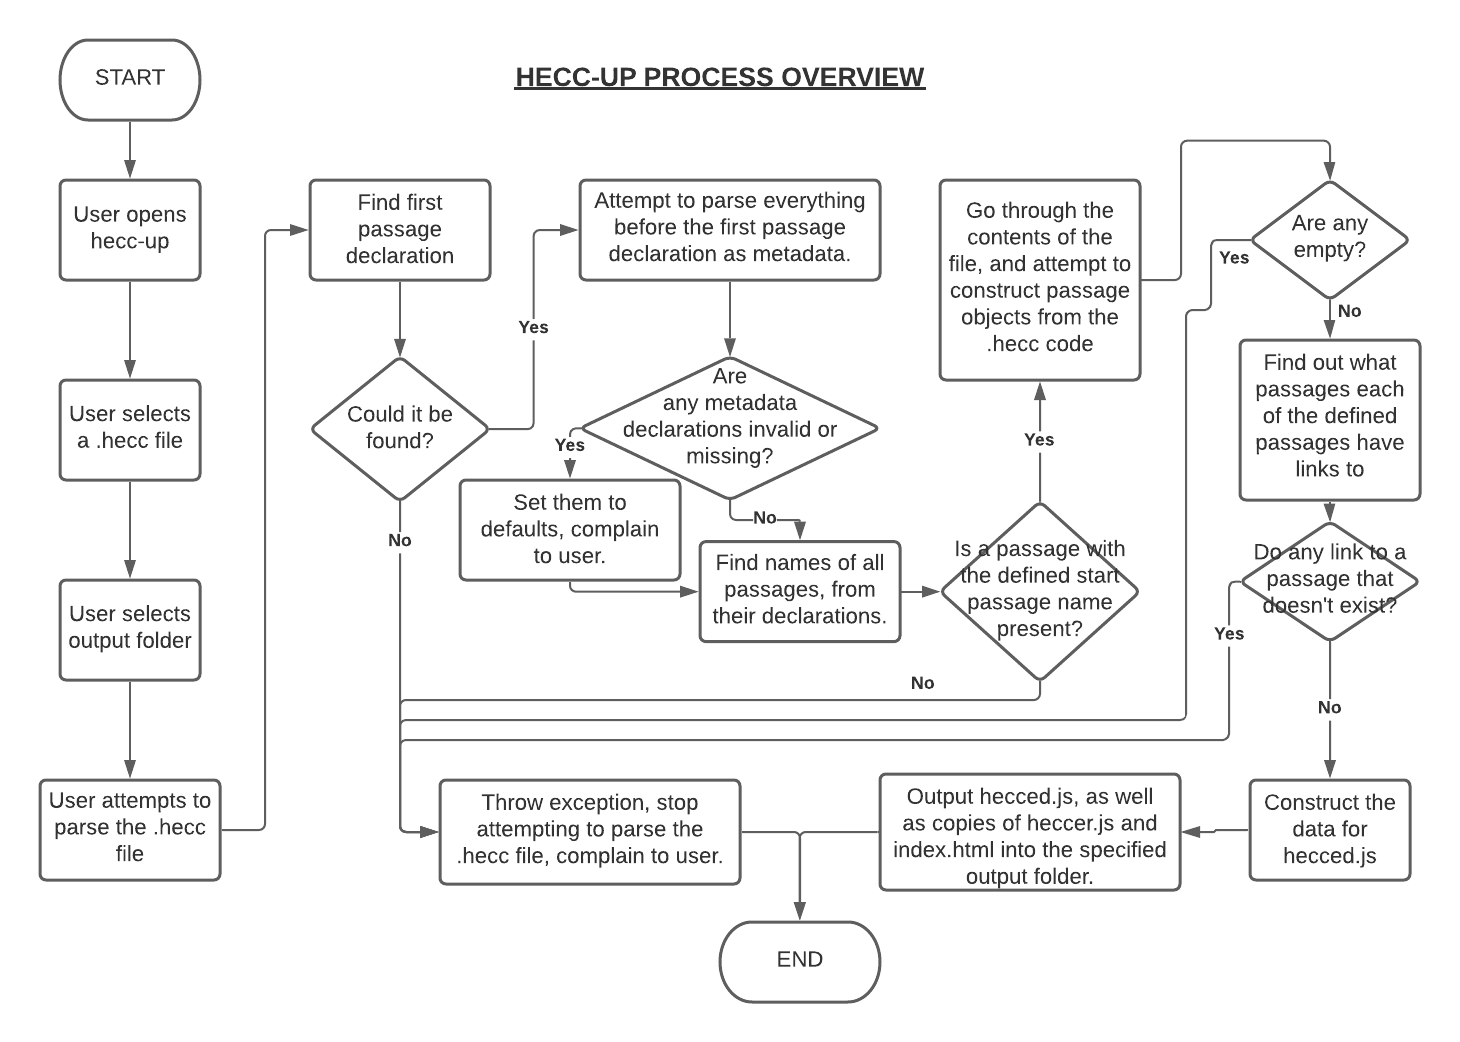 START
HECC-UP PROCESS OVERVIEW
User opens
hecc-up
User selects
a .hecc file
User selects
output folder
User attempts to
parse the .hecc
file
Find first
passage
declaration
Could it be
found?
Yes
No
Attempt to parse everything
before the first passage
declaration as metadata.
Are
any metadata
declarations invalid or
missing?
Yes
Set them to
defaults, complain
to user.
No
Find names of all
passages, from
their declarations.
Is a passage with
the defined start
passage name
present?
Yes
No
Go through the
contents of the
file, and attempt to
construct passage
objects from the
.hecc code
Are any
empty?
Yes
No
Find out what
passages each
of the defined
passages have
links to
Do any link to a
passage that
doesn't exist?
Yes
No
Construct the
data for
hecced.js
Output hecced.js, as well
as copies of heccer.js and
index.html into the specified
output folder.
Throw exception, stop
attempting to parse the
.hecc file, complain to user.
END